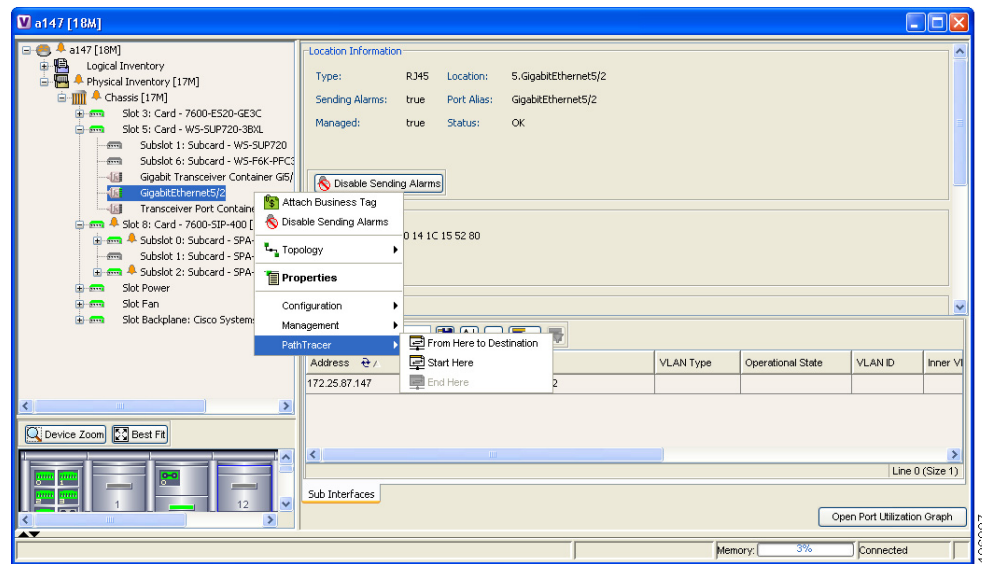 a147 [18M]
a147 [18M]
Logical Inventory
Physical Inventory [17M]
Chassis [17M]
Slot 3: Card - 7600-ES20-GE3C
Slot 5: Card - WS-SUP720-3BXL
Subslot 1: Subcard - WS-SUP720
Subslot 6: Subcard - WS-F6K-PFC3
Gigabit Transceiver Container Gi5/
GigabitEthernet5/2
Transceiver Port Containe
Slot 8: Card - 7600-SIP-400 [
Subslot 0: Subcard - SPA-
Subslot 1: Subcard - SPA-
Subslot 2: Subcard - SPA-
Slot Power
Slot Fan
Slot Backplane: Cisco Systems
Attach Business Tag
Disable Sending Alarms
Topology
Properties
Configuration
Management
PathTracer
From Here to Destination
Start Here
End Here
Location Information
Type: RJ45 Location: 5.GigabitEthernet5/2
Sending Alarms: true Port Alias: GigabitEthernet5/2
Managed: true Status: OK
Disable Sending Alarms
0 14 1C 15 52 80
Address VLAN Type Operational State VLAN ID Inner Vl
172.25.87.147 2
Line 0 (Size 1)
Sub Interfaces
Open Port Utilization Graph
Device Zoom Best Fit
1 12
Memory: 3% Connected